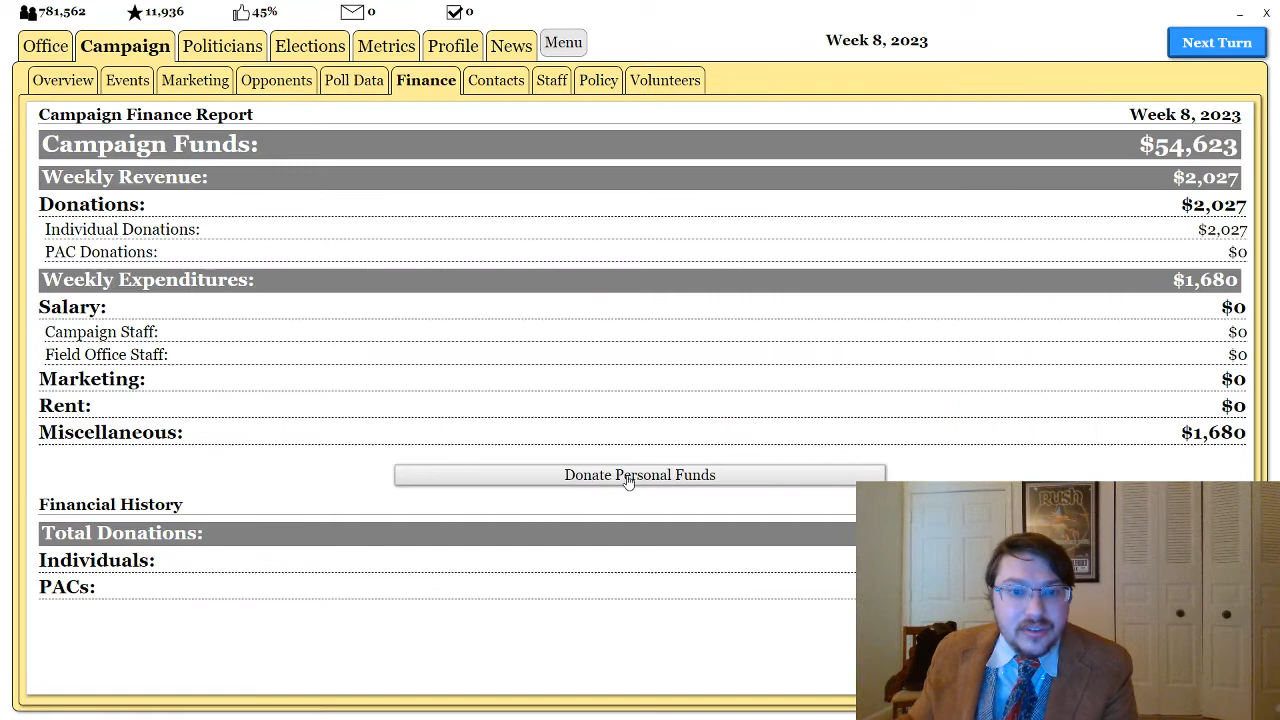 781,562 11,936 45% 0 0
Office Campaign Politicians Elections Metrics Profile News Menu Week 8, 2023 Next Turn
Overview Events Marketing Opponents Poll Data Finance Contacts Staff Policy Volunteers
Campaign Finance Report Week 8, 2023
Campaign Funds: $54,623
Weekly Revenue: $2,027
Donations: $2,027
Individual Donations: $2,027
PAC Donations: $0
Weekly Expenditures: $1,680
Salary: $0
Campaign Staff: $0
Field Office Staff: $0
Marketing: $0
Rent: $0
Miscellaneous: $1,680
Donate Personal Funds
Financial History
Total Donations:
Individuals:
PACs:
RUSH